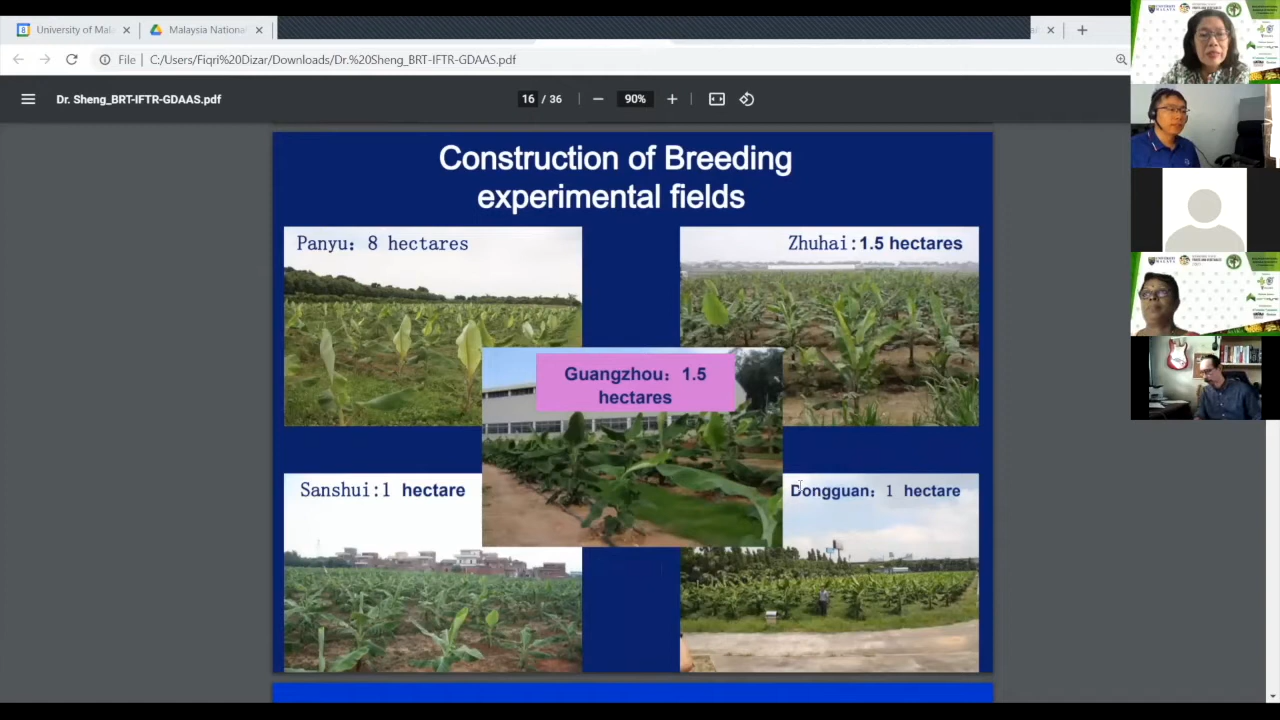 University of Mala
Malaysia National
File
C:/Users/Fiqri%20Dizar/Downloads/Dr.%20Sheng_BRT-IFTR-GDAAS.pdf
Dr. Sheng_BRT-IFTR-GDAAS.pdf
16 / 36
90%
Construction of Breeding
experimental fields
Panyu: 8 hectares
Zhuhai:1.5 hectares
Guangzhou: 1.5
hectares
Sanshui:1 hectare
Dongguan: 1 hectare